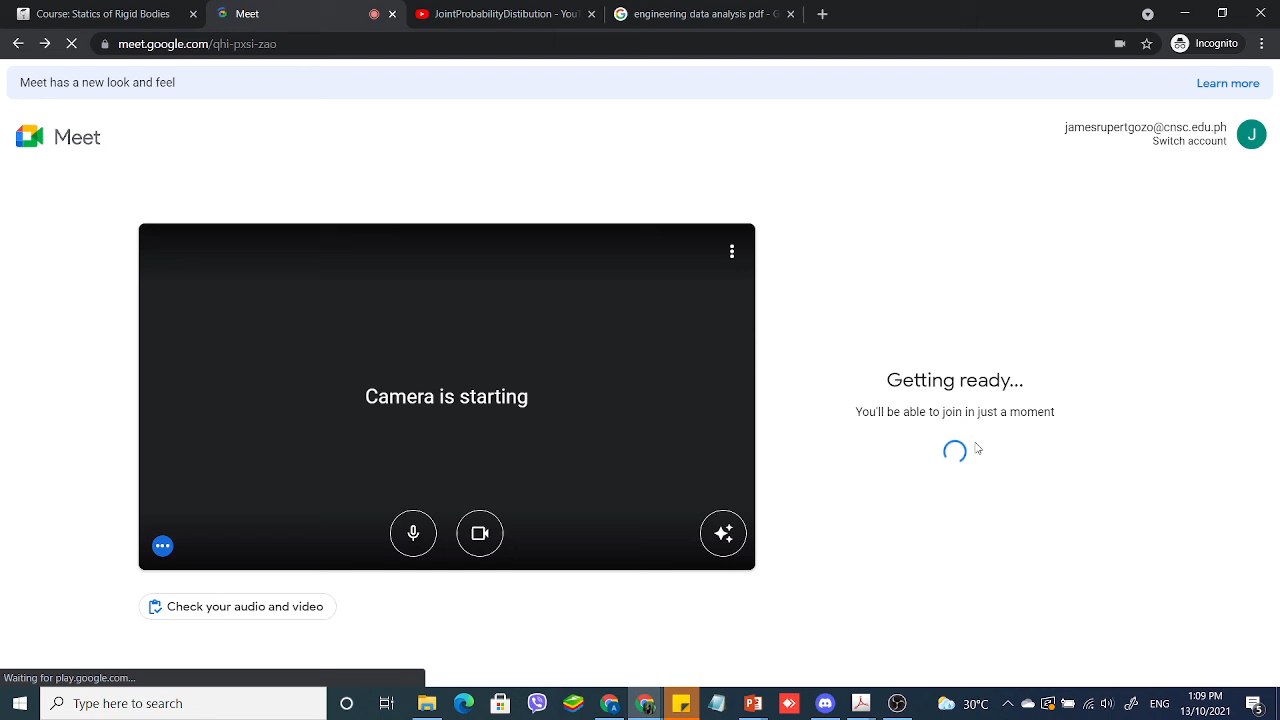 Course: Statics of Rigid Bodies
Meet
JointProbabilityDistibution - YouT
engineering data analysis pdf - G
meet.google.com/qhi-pxsi-zao
Incognito
Meet has a new look and feel
Learn more
Meet
jamesrupertgozo@cnsc.edu.ph
Switch account
J
Camera is starting
Getting ready...
You'll be able to join in just a moment
Check your audio and video
Waiting for play.google.com...
Type here to search
30°C
1:09 PM
13/10/2021